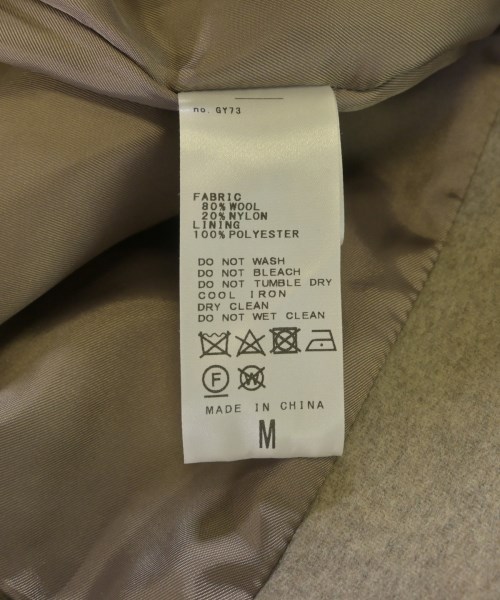 no. GY73
FABRIC
80% WOOL
20% NYLON
LINING
100% POLYESTER
DO NOT WASH
DO NOT BLEACH
DO NOT TUMBLE DRY
COOL IRON
DRY CLEAN
DO NOT WET CLEAN
F W
MADE IN CHINA
M